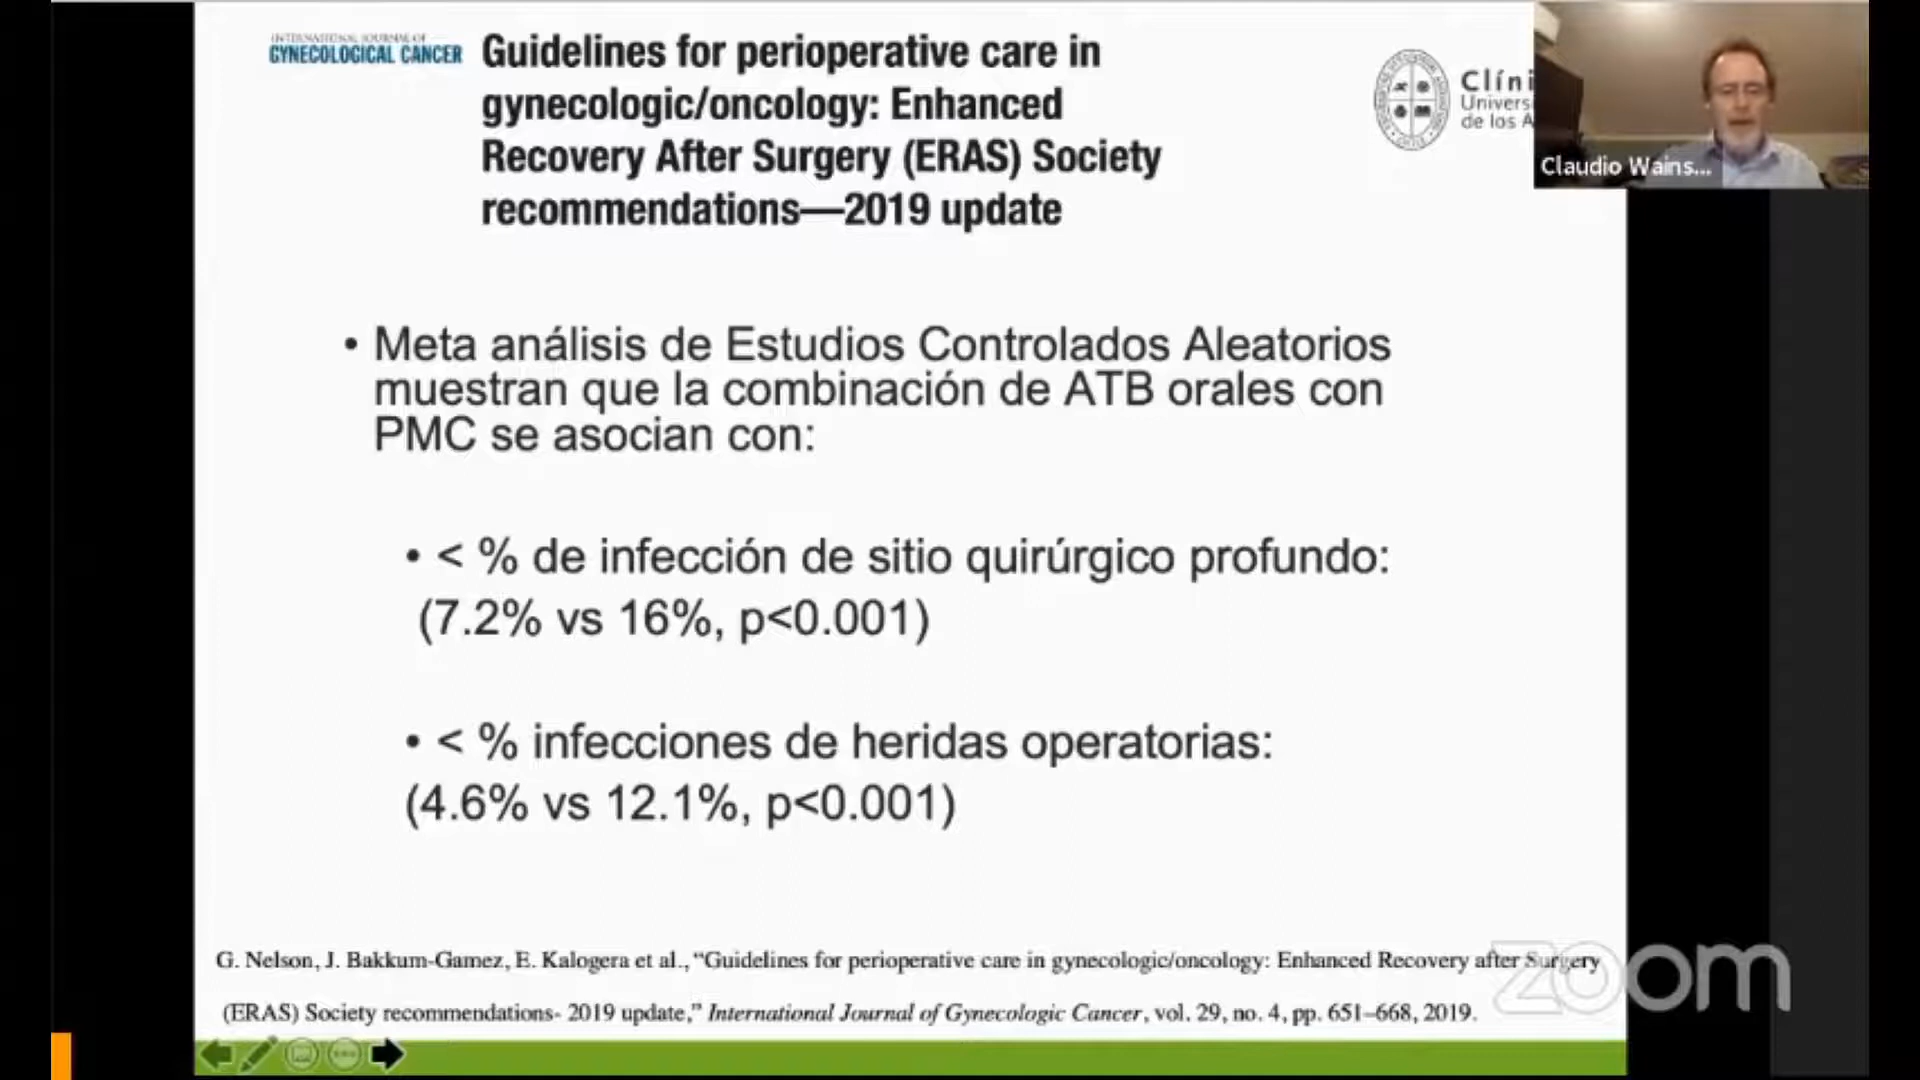 INTERNATIONAL JOURNAL OF
GYNECOLOGICAL CANCER
Guidelines for perioperative care in
gynecologic/oncology: Enhanced
Recovery After Surgery (ERAS) Society
recommendations—2019 update
Clíni
Univers
de los A
Claudio Wains...
• Meta análisis de Estudios Controlados Aleatorios
muestran que la combinación de ATB orales con
PMC se asocian con:
• < % de infección de sitio quirúrgico profundo:
(7.2% vs 16%, p<0.001)
• < % infecciones de heridas operatorias:
(4.6% vs 12.1%, p<0.001)
G. Nelson, J. Bakkum-Gamez, E. Kalogera et al., “Guidelines for perioperative care in gynecologic/oncology: Enhanced Recovery after Surgery
(ERAS) Society recommendations- 2019 update,” International Journal of Gynecologic Cancer, vol. 29, no. 4, pp. 651–668, 2019.
zoom